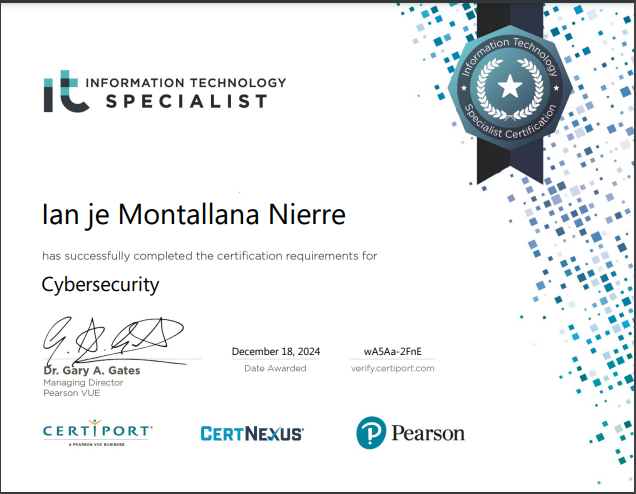 it INFORMATION TECHNOLOGY
SPECIALIST
Information Technology
Specialist Certification
Ian je Montallana Nierre
has successfully completed the certification requirements for
Cybersecurity
Dr. Gary A. Gates
Managing Director
Pearson VUE
December 18, 2024
Date Awarded
wA5Aa-2FnE
verify.certiport.com
CERTIPORT
A PEARSON VUE BUSINESS
CERTNEXUS
P Pearson